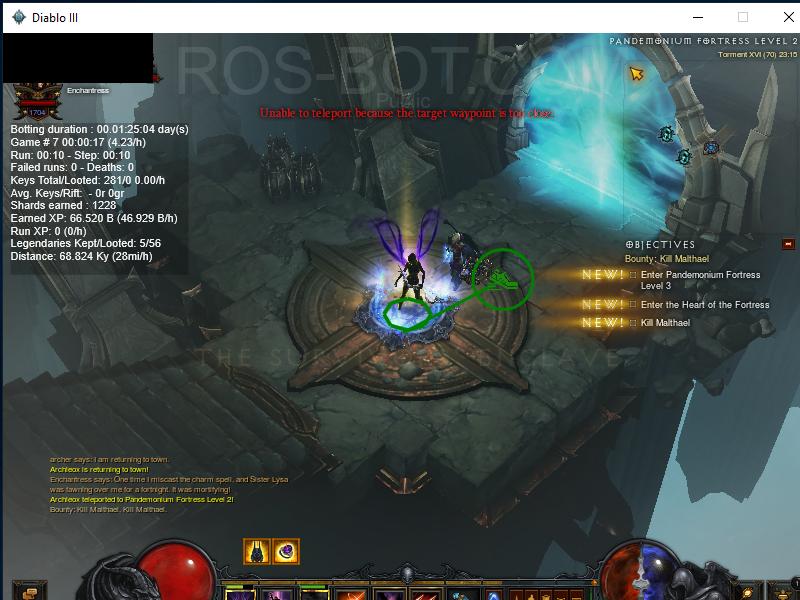 Diablo III
PANDEMONIUM FORTRESS LEVEL 2
Torment XVI (70) 23:15
ROS-BOT.C
Public
Enchantress
1704
Unable to teleport because the target waypoint is too close.
Botting duration : 00.01:25:04 day(s)
Game # 7 00:00:17 (4.23/h)
Run: 00:10 - Step: 00:10
Failed runs: 0 - Deaths: 0
Keys Total/Looted: 281/0 0.00/h
Avg. Keys/Rift: - 0r 0gr
Shards earned : 1228
Earned XP: 66.520 B (46.929 B/h)
Run XP: 0 (0/h)
Legendaries Kept/Looted: 5/56
Distance: 68.824 Ky (28mi/h)
OBJECTIVES
Bounty: Kill Malthael
NEW! Enter Pandemonium Fortress
Level 3
NEW! Enter the Heart of the Fortress
NEW! Kill Malthael
THE SURVIVORS' ENCLAVE
archer says: I am returning to town.
Archleox is returning to town!
Enchantress says: One time I miscast the charm spell, and Sister Lysa
was fawning over me for a fortnight. It was mortifying!
Archleox teleported to Pandemonium Fortress Level 2!
Bounty: Kill Malthael. Kill Malthael.